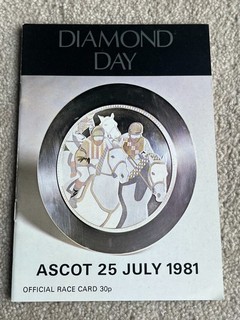 DIAMOND
DAY
ASCOT 25 JULY 1981
OFFICIAL RACE CARD 30p